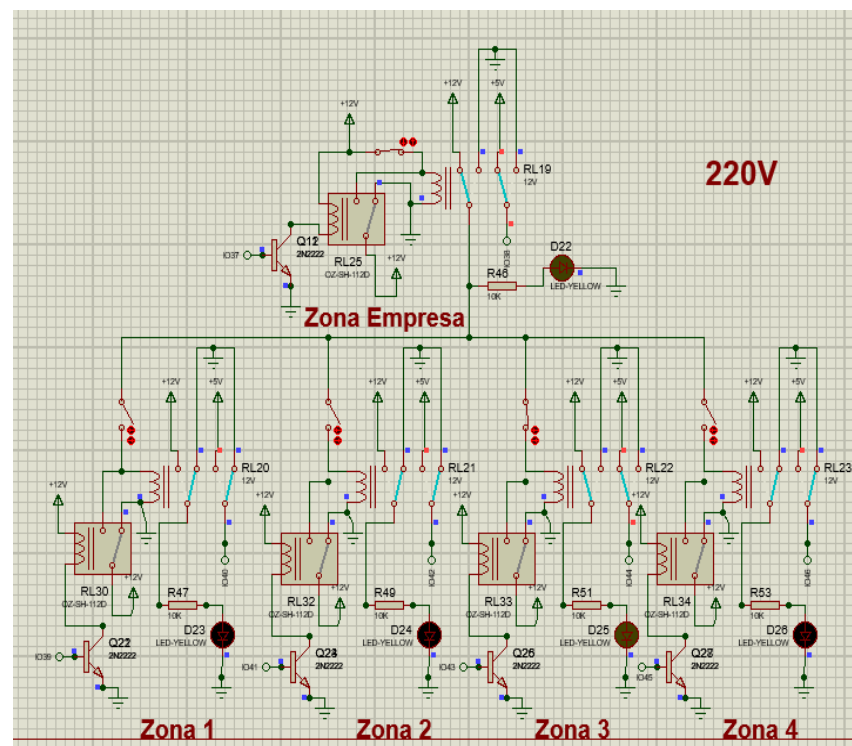 +12V
+5V
+12V
RL19
12V
220V
IO37
Q12
2N2222
RL25
OZ-SH-112D
+12V
IO38
R46
10K
D22
LED-YELLOW
Zona Empresa
+12V
+5V
+12V
+5V
+12V
+5V
+12V
+5V
RL20
12V
RL21
12V
RL22
12V
RL23
12V
+12V
+12V
+12V
+12V
IO40
IO42
IO44
IO46
RL30
OZ-SH-112D
+12V
RL32
OZ-SH-112D
+12V
RL33
OZ-SH-112D
+12V
RL34
OZ-SH-112D
+12V
R47
10K
R49
10K
R51
10K
R53
10K
D23
LED-YELLOW
D24
LED-YELLOW
D25
LED-YELLOW
D26
LED-YELLOW
IO39
2N2222
IO41
2N2222
IO43
2N2222
IO45
2N2222
Zona 1
Zona 2
Zona 3
Zona 4